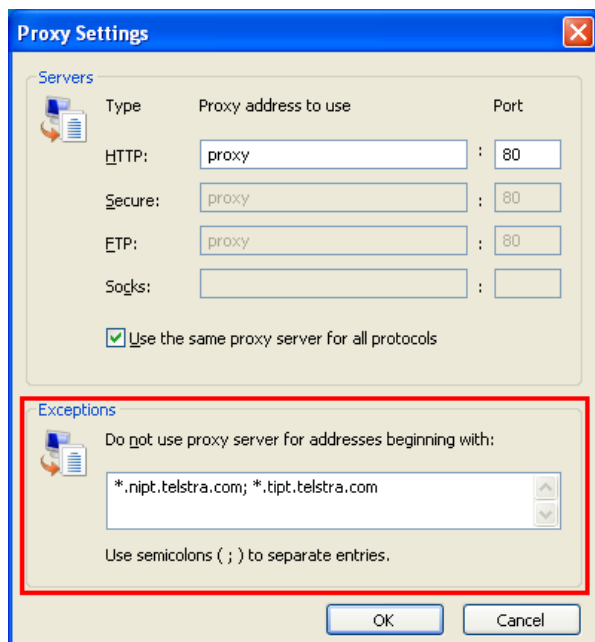 Proxy Settings
Servers
Type Proxy address to use Port
HTTP: proxy : 80
Secure: proxy : 80
FTP: proxy : 80
Socks: :
Use the same proxy server for all protocols
Exceptions
Do not use proxy server for addresses beginning with:
*.nipt.telstra.com; *.tipt.telstra.com
Use semicolons ( ; ) to separate entries.
OK Cancel